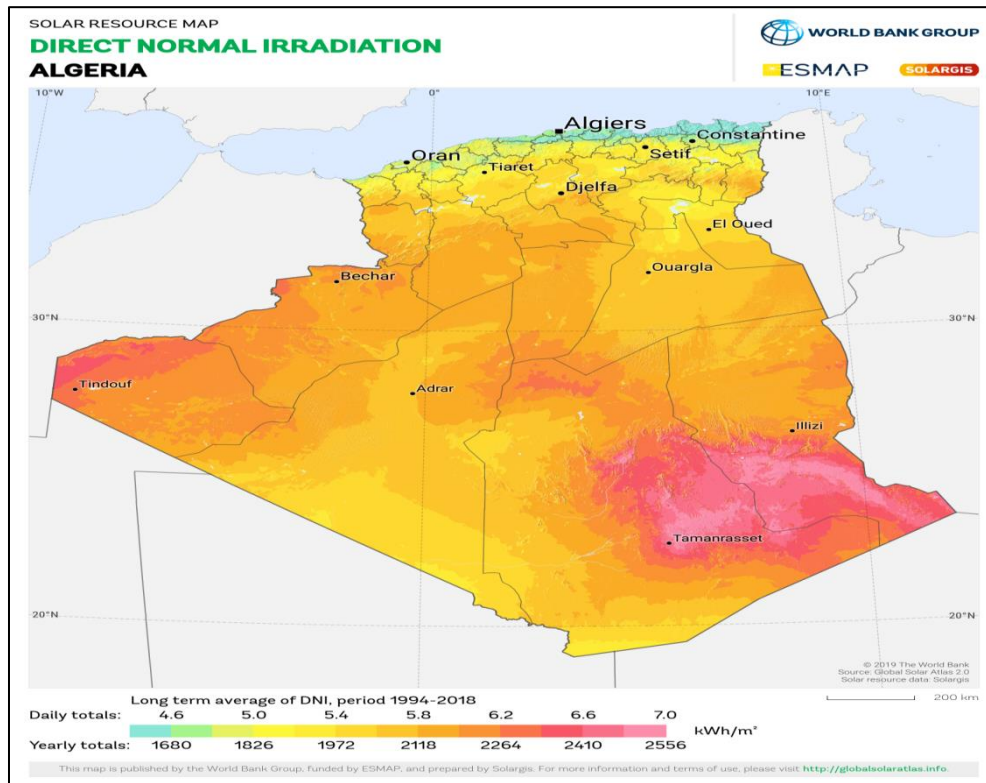 SOLAR RESOURCE MAP
DIRECT NORMAL IRRADIATION
ALGERIA
WORLD BANK GROUP
ESMAP
SOLARGIS
10°W
0°
10°E
Algiers
Constantine
Oran
Setif
Tiaret
Djelfa
El Oued
Ouargla
Bechar
30°N
30°N
Tindouf
Adrar
Illizi
Tamanrasset
20°N
20°N
© 2019 The World Bank
Source: Global Solar Atlas 2.0
Solar resource data: Solargis
Long term average of DNI, period 1994-2018
200 km
Daily totals: 4.6 5.0 5.4 5.8 6.2 6.6 7.0
kWh/m²
Yearly totals: 1680 1826 1972 2118 2264 2410 2556
This map is published by the World Bank Group, funded by ESMAP, and prepared by Solargis. For more information and terms of use, please visit http://globalsolaratlas.info.